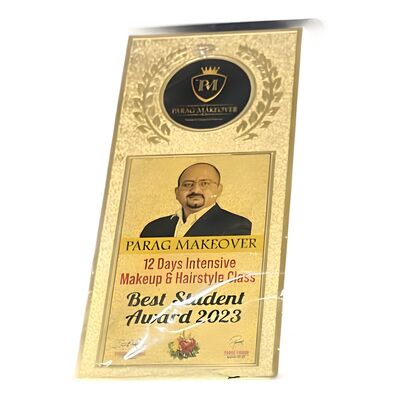 PM
PARAG MAKEOVER
PARAG MAKEOVER
12 Days Intensive
Makeup & Hairstyle Class
Best Student
Award 2023